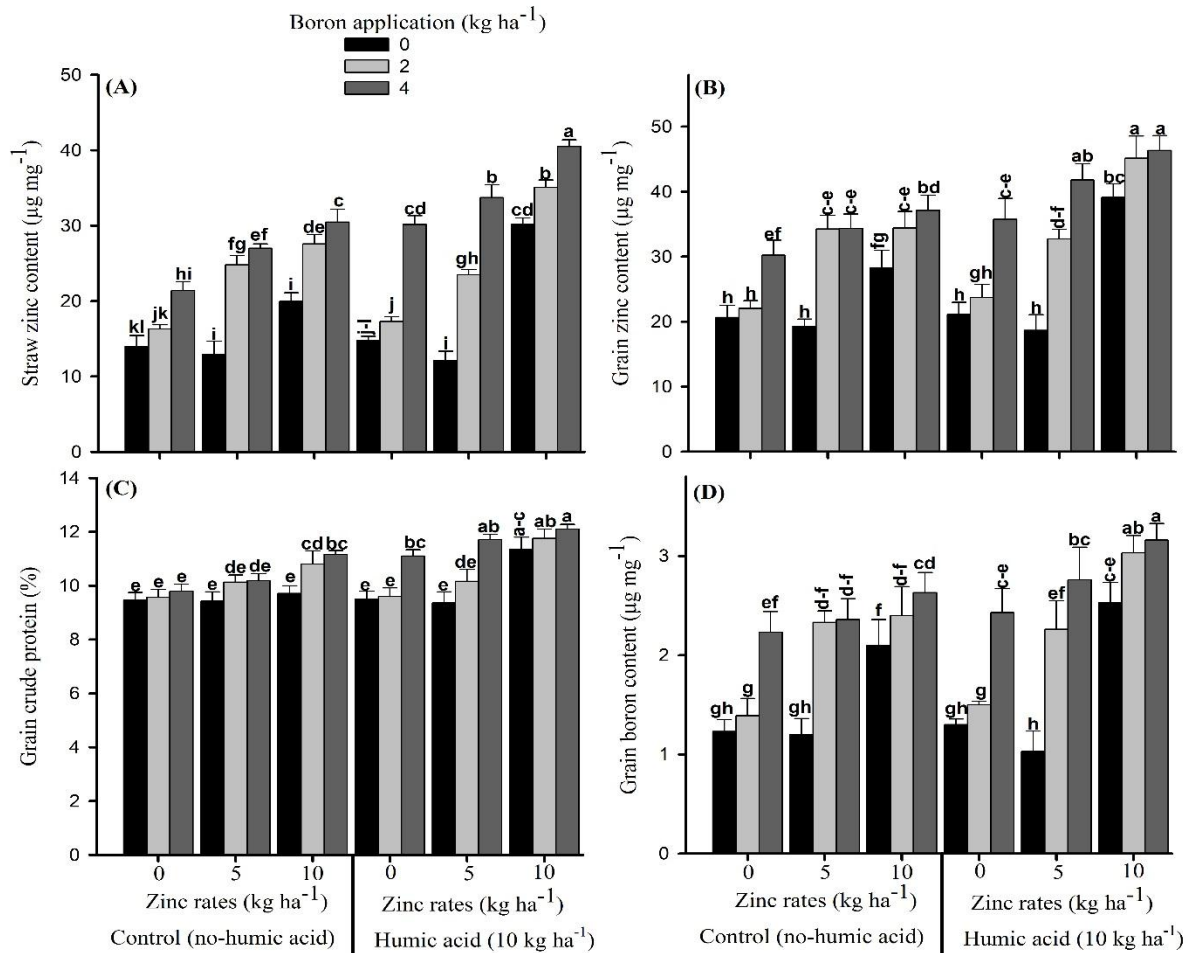 Boron application (kg ha⁻¹)
0
2
4
(A)
Straw zinc content (µg mg⁻¹)
50
40
30
20
10
0
kl jk hi i fg ef i de c j-l j cd i gh b cd b a
(B)
Grain zinc content (µg mg⁻¹)
50
40
30
20
10
0
h h ef h c-e c-e fg c-e bd h gh c-e h d-f ab bc a a
(C)
Grain crude protein (%)
14
12
10
8
6
4
2
0
e e e e de de e cd bc e e bc e de ab a-c ab a
0 5 10 0 5 10
Zinc rates (kg ha⁻¹) Zinc rates (kg ha⁻¹)
Control (no-humic acid) Humic acid (10 kg ha⁻¹)
(D)
Grain boron content (µg mg⁻¹)
3
2
1
0
gh g ef gh d-f d-f f d-f cd gh g c-e h ef bc c-e ab a
0 5 10 0 5 10
Zinc rates (kg ha⁻¹) Zinc rates (kg ha⁻¹)
Control (no-humic acid) Humic acid (10 kg ha⁻¹)